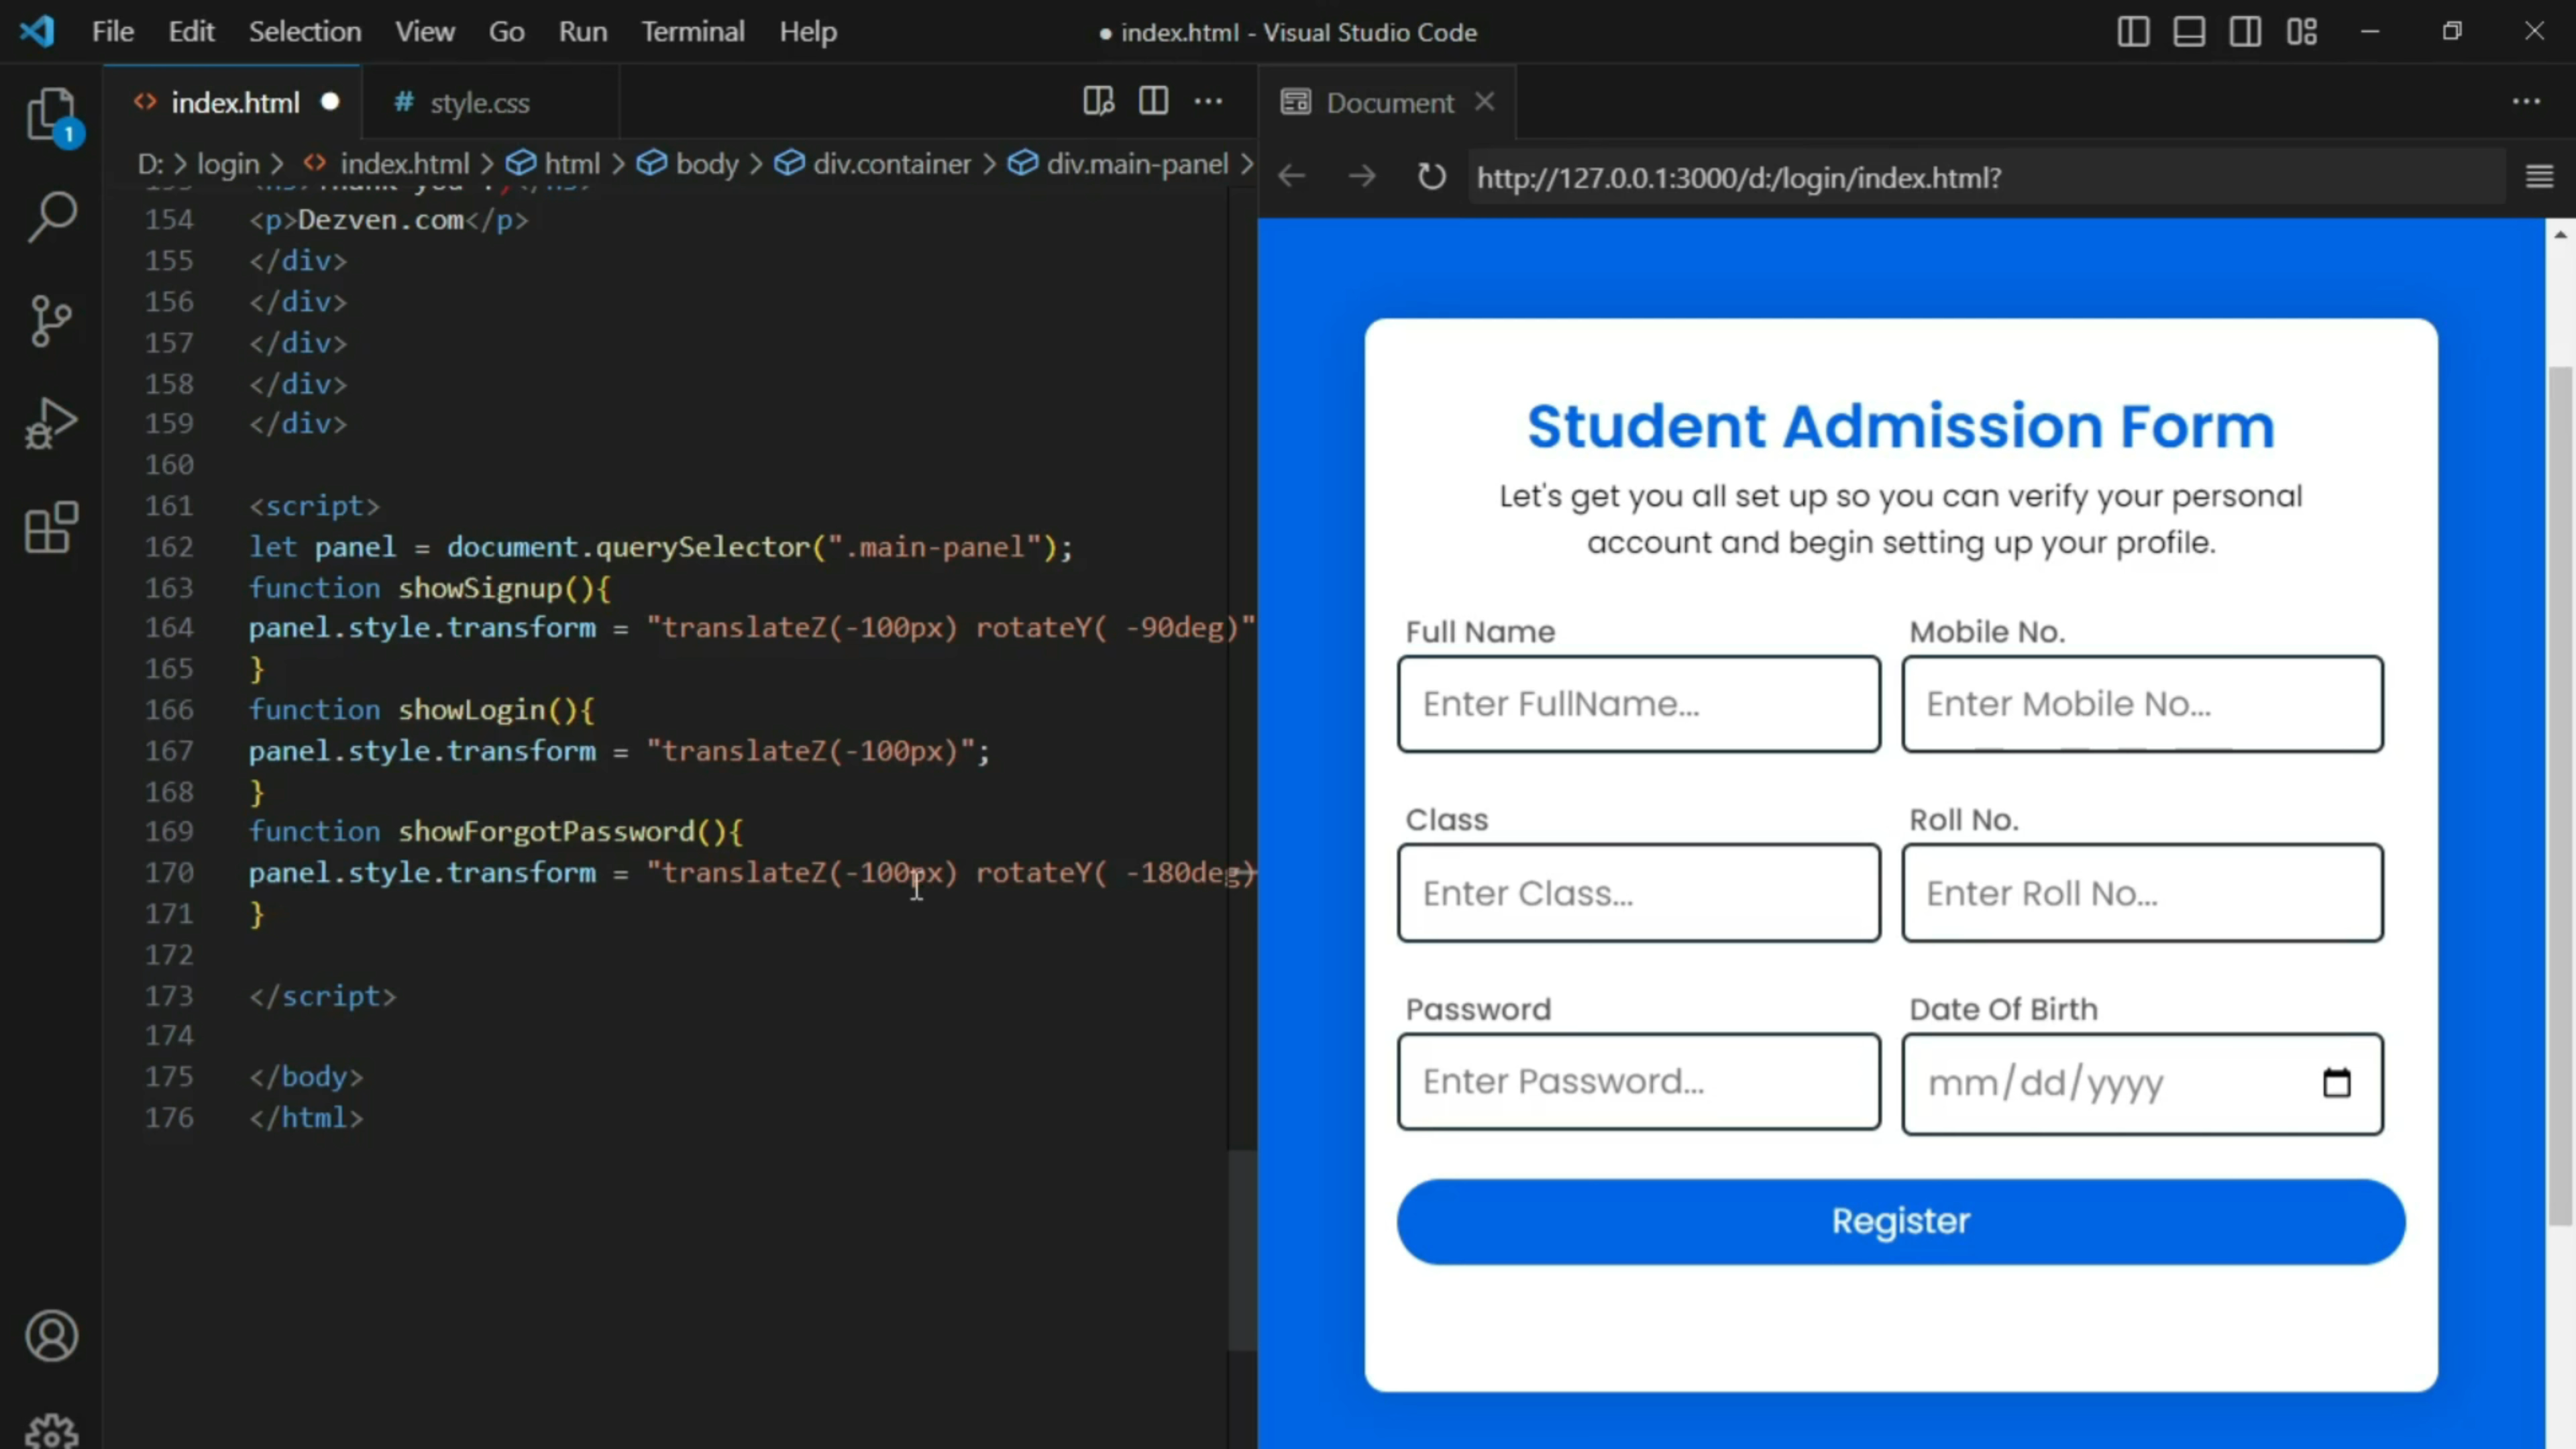 File Edit Selection View Go Run Terminal Help
● index.html - Visual Studio Code
index.html
# style.css
Document
1
D: > login > index.html > html > body > div.container > div.main-panel >
http://127.0.0.1:3000/d:/login/index.html?
154 <p>Dezven.com</p>
155 </div>
156 </div>
157 </div>
158 </div>
159 </div>
160
161 <script>
162 let panel = document.querySelector(".main-panel");
163 function showSignup(){
164 panel.style.transform = "translateZ(-100px) rotateY( -90deg)"
165 }
166 function showLogin(){
167 panel.style.transform = "translateZ(-100px)";
168 }
169 function showForgotPassword(){
170 panel.style.transform = "translateZ(-100px) rotateY( -180deg)
171 }
172
173 </script>
174
175 </body>
176 </html>
Student Admission Form
Let's get you all set up so you can verify your personal
account and begin setting up your profile.
Full Name Mobile No.
Enter FullName... Enter Mobile No...
Class Roll No.
Enter Class... Enter Roll No...
Password Date Of Birth
Enter Password... mm/dd/yyyy
Register